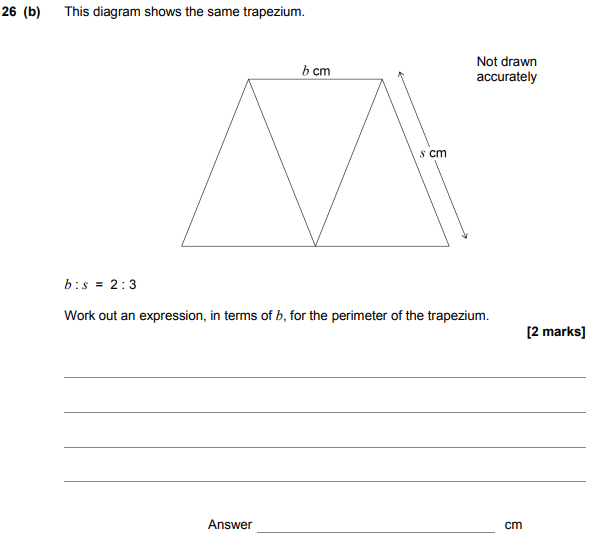 26 (b) This diagram shows the same trapezium.
b cm
Not drawn
accurately
s cm
b : s = 2 : 3
Work out an expression, in terms of b, for the perimeter of the trapezium.
[2 marks]
Answer cm